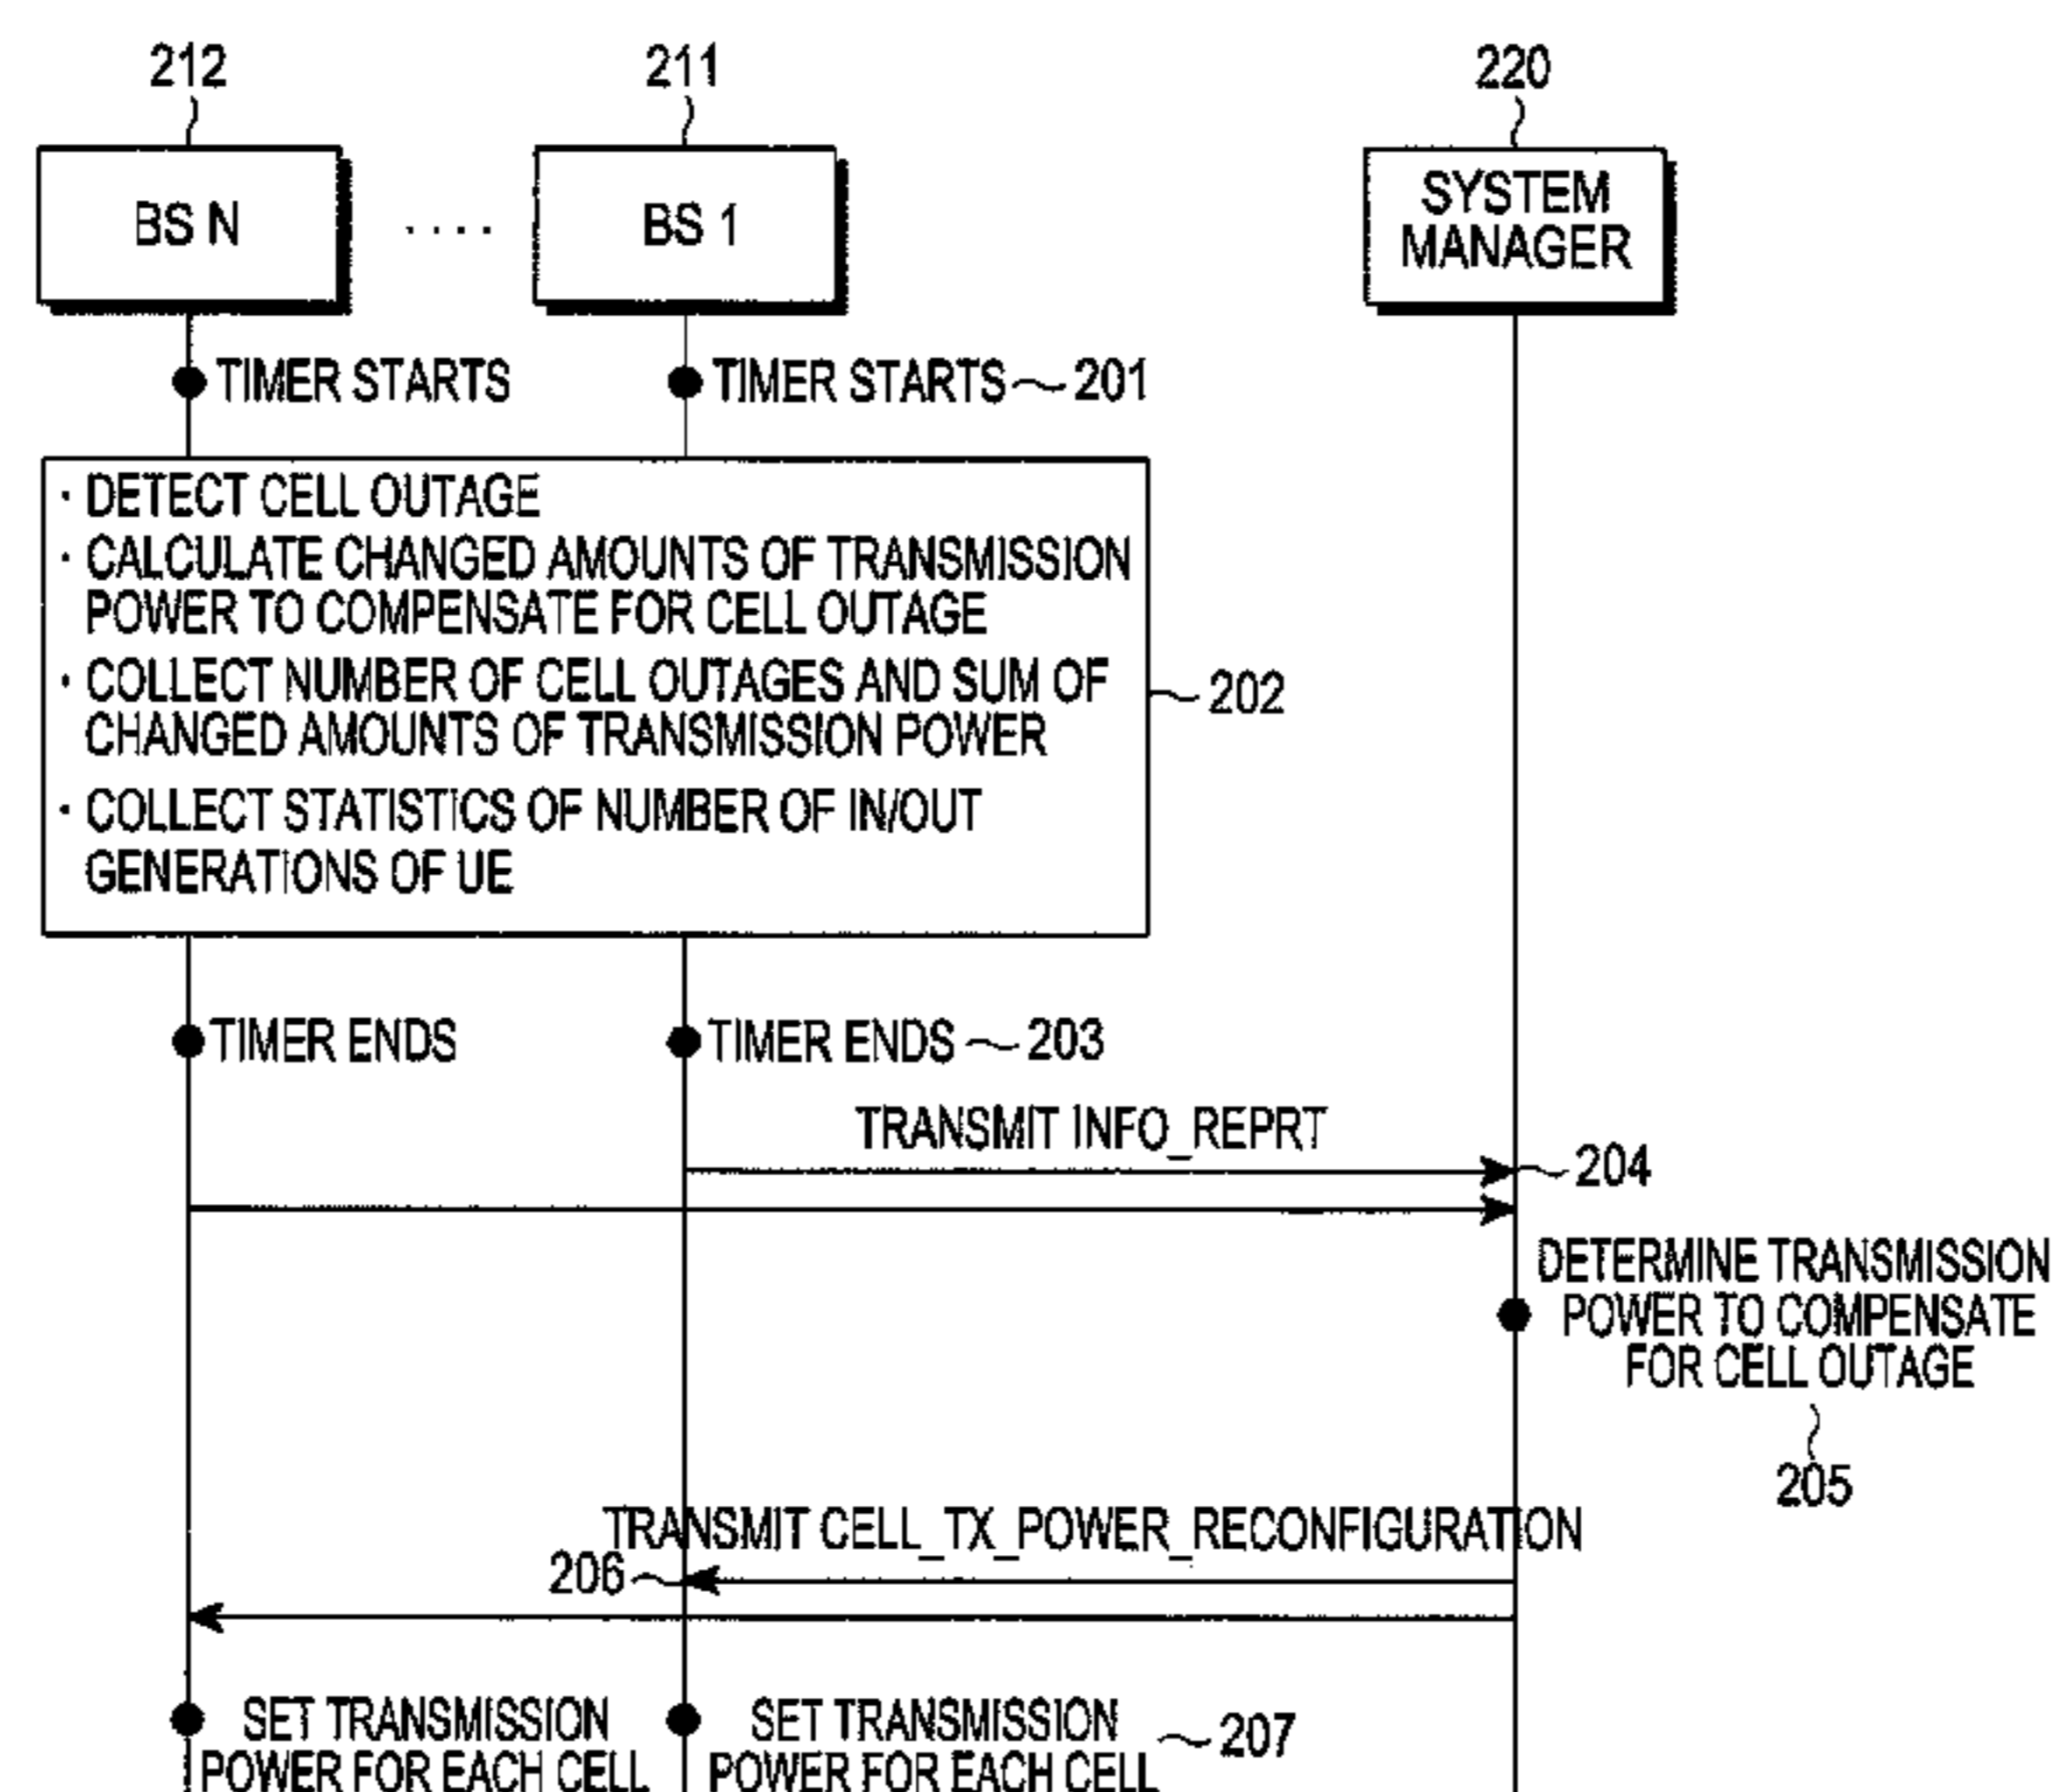 212
211
220
BS N
....
BS 1
SYSTEM
MANAGER
TIMER STARTS
TIMER STARTS
201
· DETECT CELL OUTAGE
· CALCULATE CHANGED AMOUNTS OF TRANSMISSION
POWER TO COMPENSATE FOR CELL OUTAGE
· COLLECT NUMBER OF CELL OUTAGES AND SUM OF
CHANGED AMOUNTS OF TRANSMISSION POWER
· COLLECT STATISTICS OF NUMBER OF IN/OUT
GENERATIONS OF UE
202
TIMER ENDS
TIMER ENDS
203
TRANSMIT INFO_REPRT
204
DETERMINE TRANSMISSION
POWER TO COMPENSATE
FOR CELL OUTAGE
205
TRANSMIT CELL_TX_POWER_RECONFIGURATION
206
SET TRANSMISSION
POWER FOR EACH CELL
SET TRANSMISSION
POWER FOR EACH CELL
207